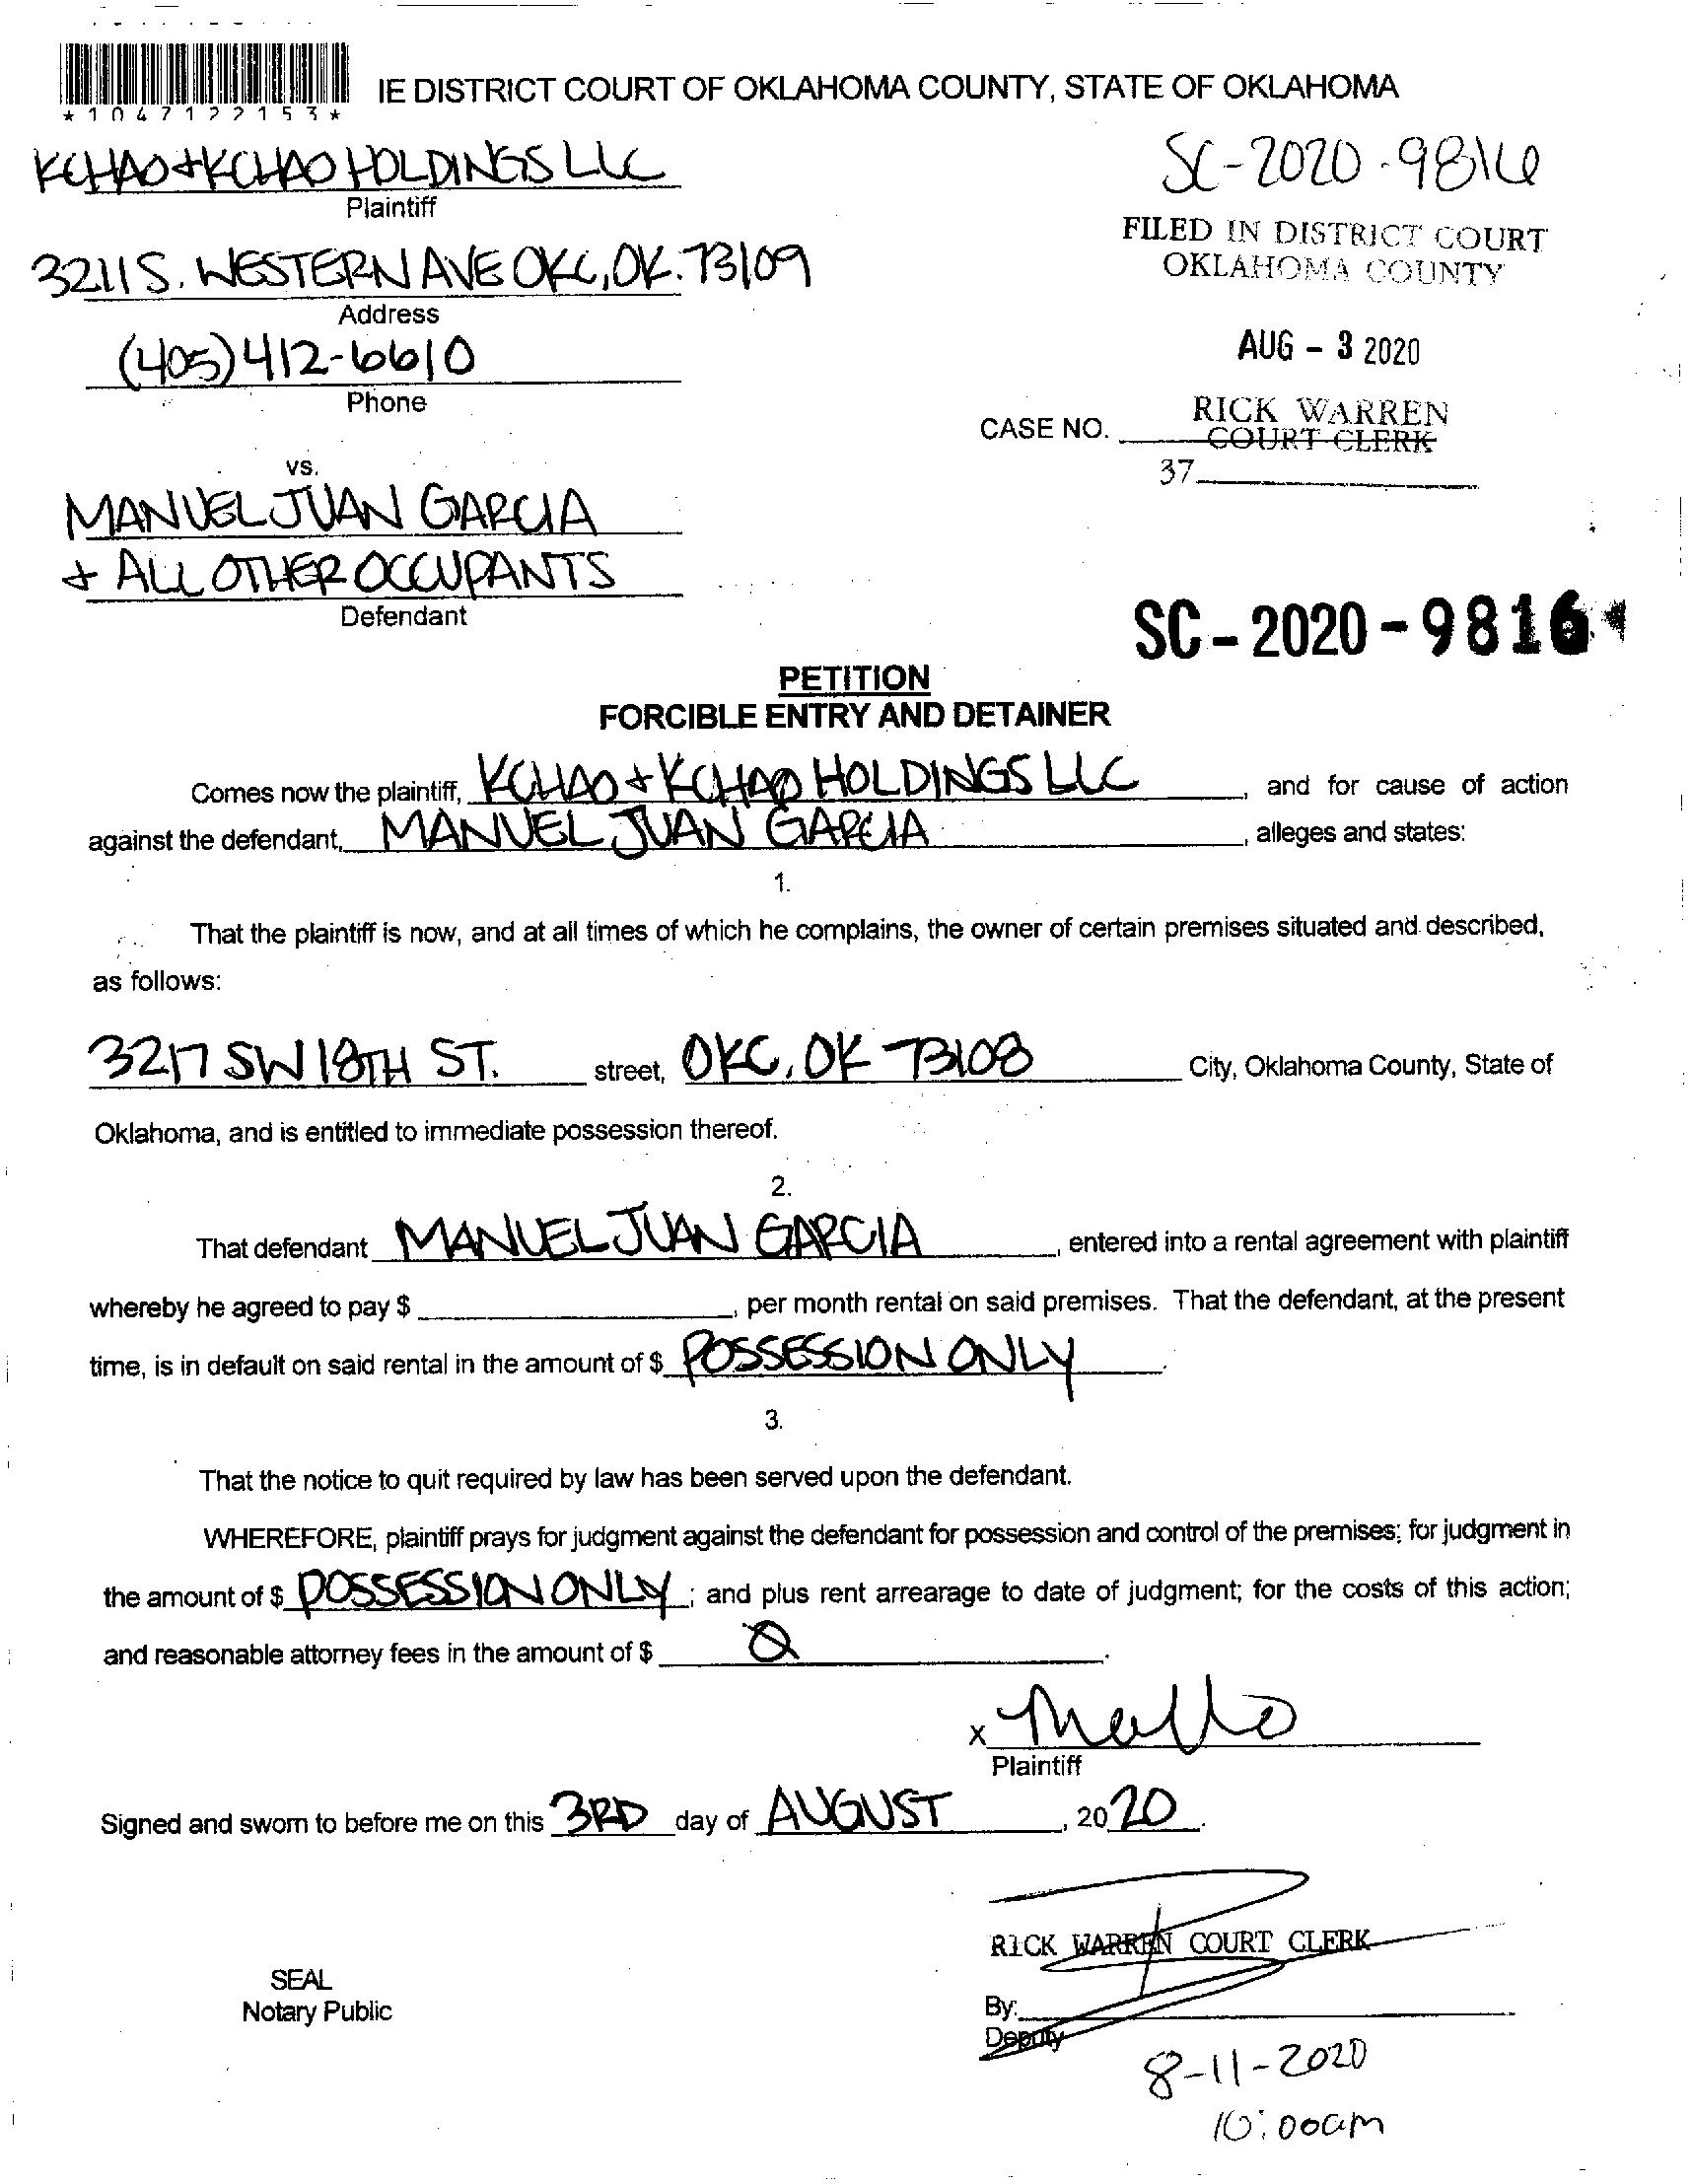 *1047122153*
IE DISTRICT COURT OF OKLAHOMA COUNTY, STATE OF OKLAHOMA
KCHAO + KCHAO HOLDINGS LLC
Plaintiff
SC-2020-9816
FILED IN DISTRICT COURT
OKLAHOMA COUNTY
3211 S. WESTERN AVE OKC, OK. 73109
Address
AUG - 3 2020
(405) 412-6610
Phone
RICK WARREN
CASE NO. COURT CLERK
37
vs.
MANUEL JUAN GARCIA
+ ALL OTHER OCCUPANTS
Defendant
SC-2020-9816
PETITION
FORCIBLE ENTRY AND DETAINER
Comes now the plaintiff, KCHAO + KCHAO HOLDINGS LLC, and for cause of action
against the defendant, MANUEL JUAN GARCIA, alleges and states:
1.
That the plaintiff is now, and at all times of which he complains, the owner of certain premises situated and described,
as follows:
3217 SW 18TH ST. street, OKC, OK 73108 City, Oklahoma County, State of
Oklahoma, and is entitled to immediate possession thereof.
2.
That defendant MANUEL JUAN GARCIA, entered into a rental agreement with plaintiff
whereby he agreed to pay $, per month rental on said premises. That the defendant, at the present
time, is in default on said rental in the amount of $ POSSESSION ONLY.
3.
That the notice to quit required by law has been served upon the defendant.
WHEREFORE, plaintiff prays for judgment against the defendant for possession and control of the premises; for judgment in
the amount of $ POSSESSION ONLY; and plus rent arrearage to date of judgment; for the costs of this action;
and reasonable attorney fees in the amount of $ 0.
x
Plaintiff
Signed and sworn to before me on this 3RD day of AUGUST, 2020.
RICK WARREN COURT CLERK
SEAL
Notary Public
By:
Deputy
8-11-2020
10:00am